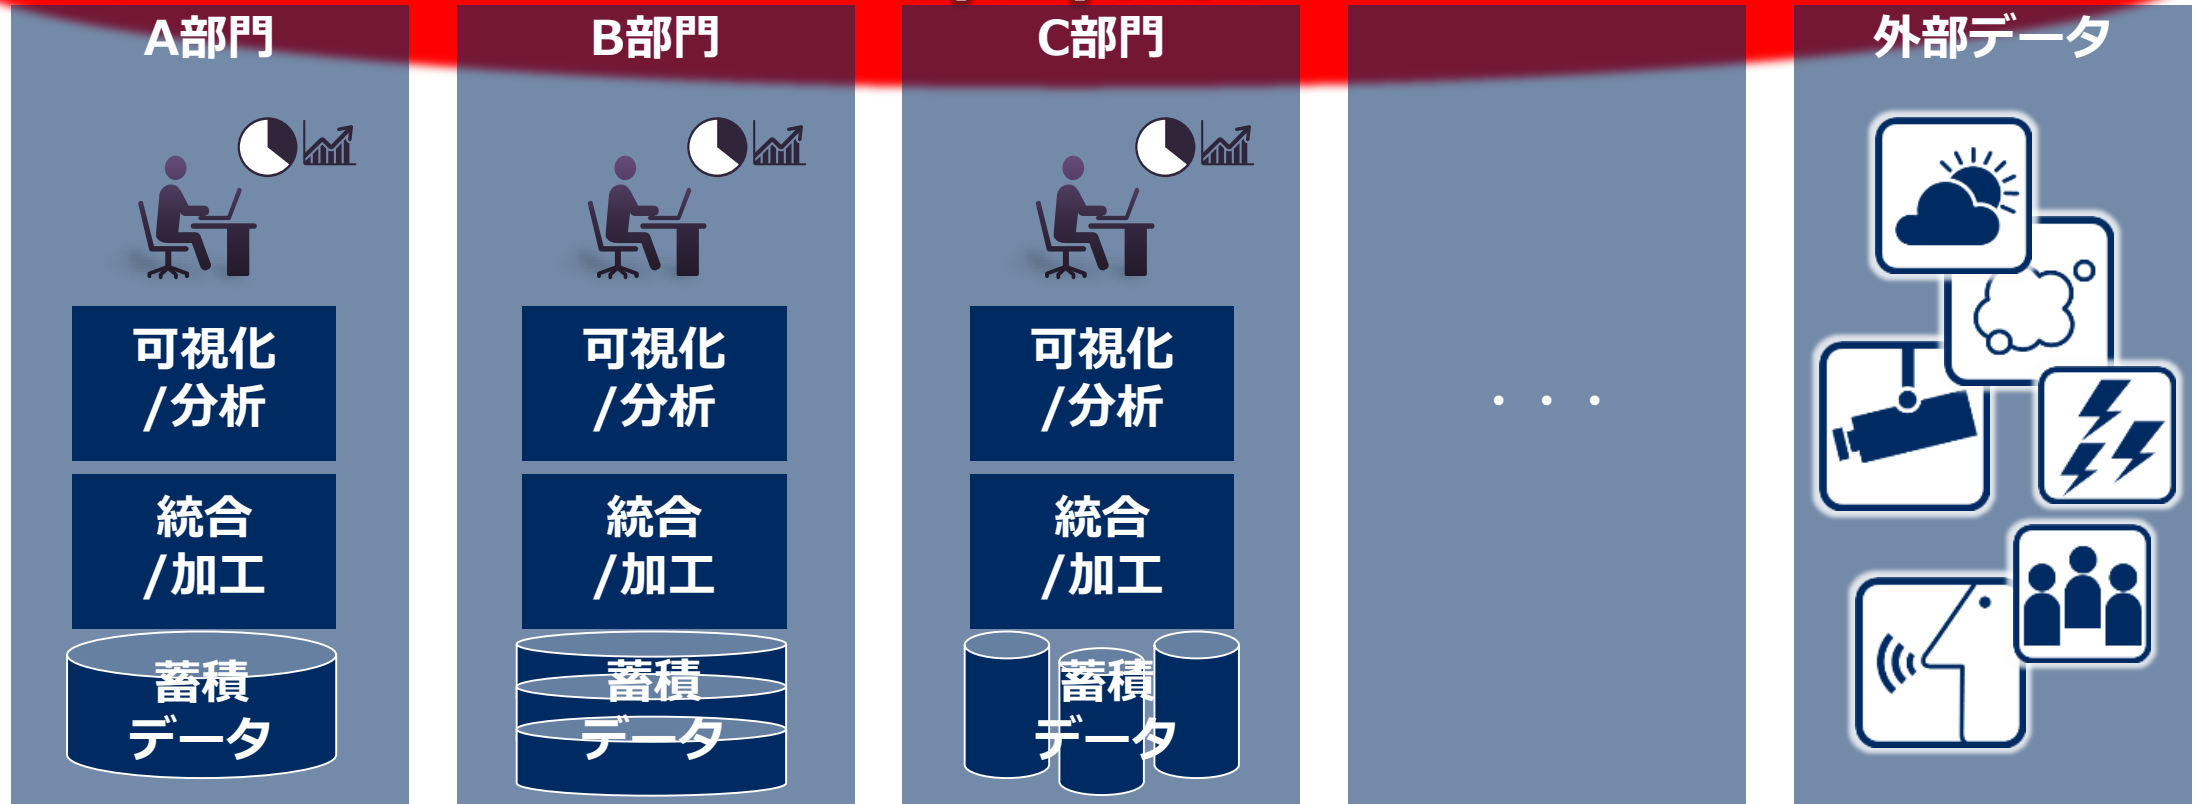 A部門
可視化
/分析
統合
/加工
蓄積
データ
B部門
可視化
/分析
統合
/加工
蓄積
データ
C部門
可視化
/分析
統合
/加工
蓄積
データ
・・・
外部データ